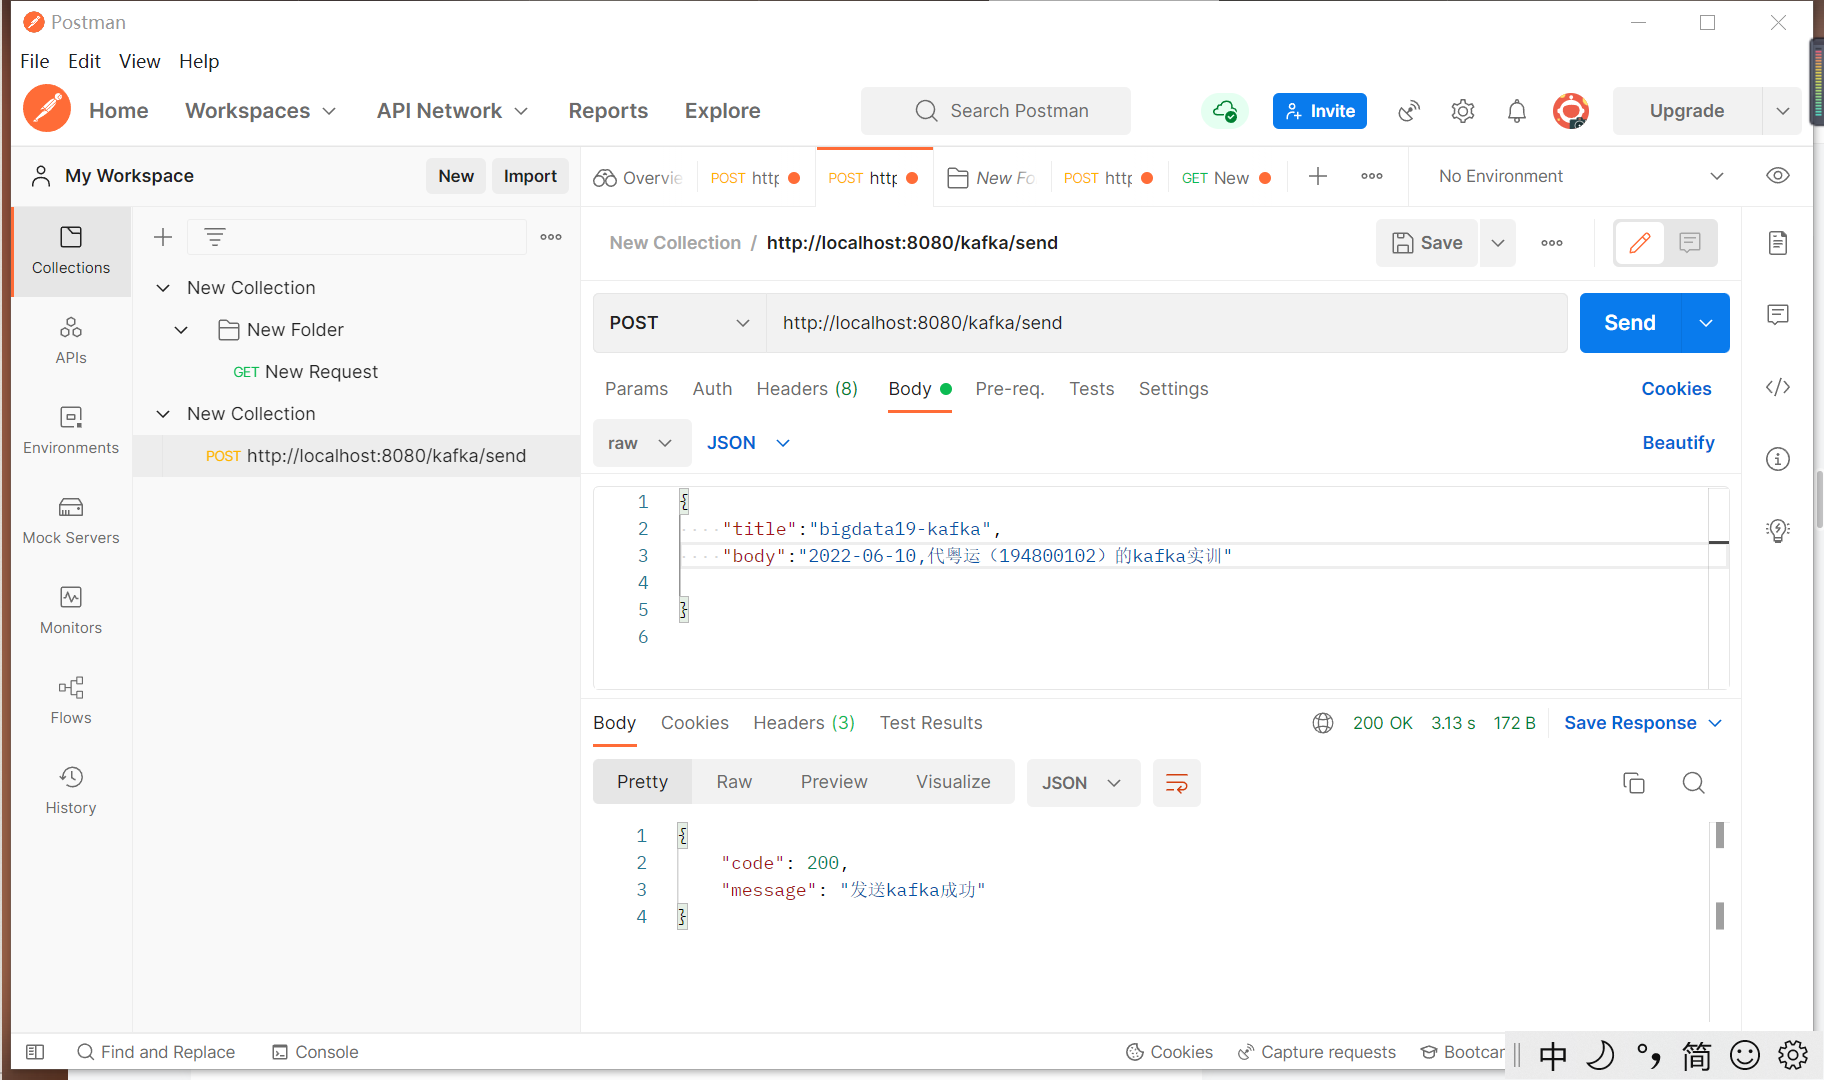 Postman
File Edit View Help
Home Workspaces API Network Reports Explore Search Postman Invite Upgrade
My Workspace New Import
Overvie POST http POST http New Fo POST http GET New No Environment
Collections
APIs
Environments
Mock Servers
Monitors
Flows
History
New Collection
New Folder
GET New Request
New Collection
POST http://localhost:8080/kafka/send
New Collection / http://localhost:8080/kafka/send Save
POST http://localhost:8080/kafka/send Send
Params Auth Headers (8) Body Pre-req. Tests Settings Cookies
raw JSON Beautify
1 {
2 "title":"bigdata19-kafka",
3 "body":"2022-06-10,代粤运（194800102）的kafka实训"
4
5 }
6
Body Cookies Headers (3) Test Results 200 OK 3.13 s 172 B Save Response
Pretty Raw Preview Visualize JSON
1 {
2 "code": 200,
3 "message": "发送kafka成功"
4 }
Find and Replace Console Cookies Capture requests Bootcar
中 °, 简